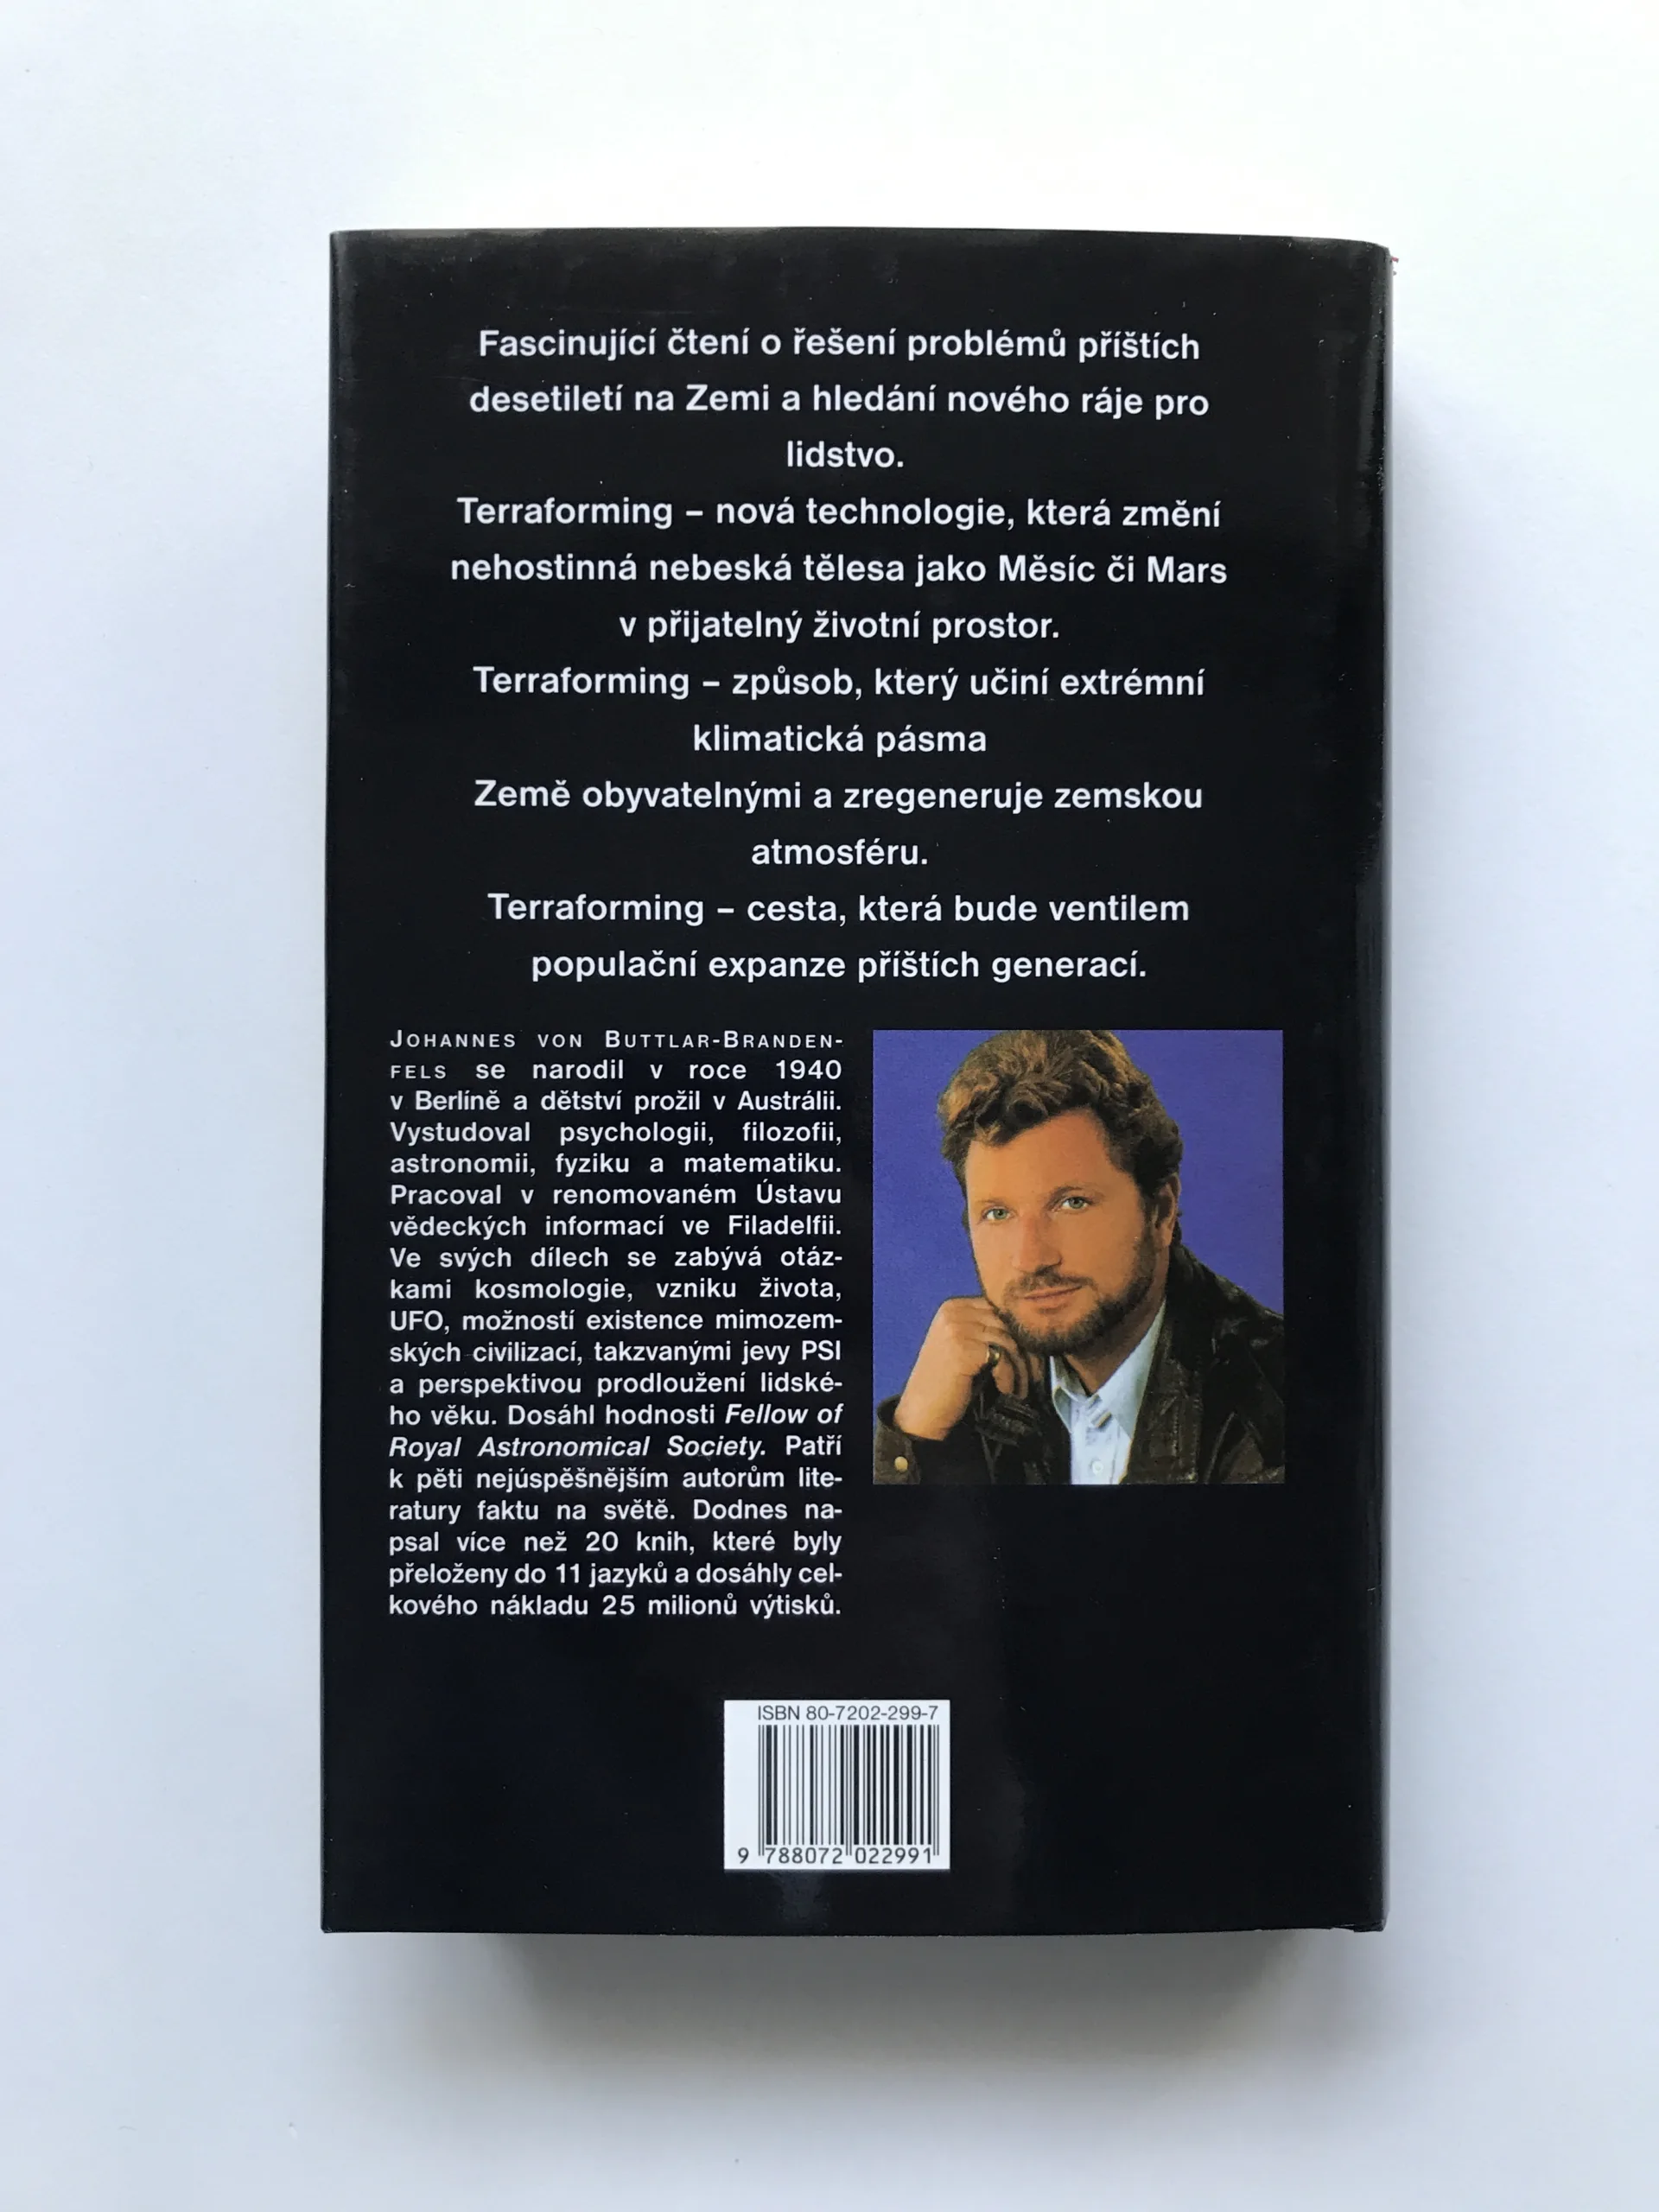 Fascinující čtení o řešení problémů příštích
desetiletí na Zemi a hledání nového ráje pro
lidstvo.
Terraforming – nová technologie, která změní
nehostinná nebeská tělesa jako Měsíc či Mars
v přijatelný životní prostor.
Terraforming – způsob, který učiní extrémní
klimatická pásma
Země obyvatelnými a zregeneruje zemskou
atmosféru.
Terraforming – cesta, která bude ventilem
populační expanze příštích generací.
JOHANNES VON BUTTLAR-BRANDEN-
FELS se narodil v roce 1940
v Berlíně a dětství prožil v Austrálii.
Vystudoval psychologii, filozofii,
astronomii, fyziku a matematiku.
Pracoval v renomovaném Ústavu
vědeckých informací ve Filadelfii.
Ve svých dílech se zabývá otáz-
kami kosmologie, vzniku života,
UFO, možností existence mimozem-
ských civilizací, takzvanými jevy PSI
a perspektivou prodloužení lidské-
ho věku. Dosáhl hodnosti Fellow of
Royal Astronomical Society. Patří
k pěti nejúspěšnějším autorům lite-
ratury faktu na světě. Dodnes na-
psal více než 20 knih, které byly
přeloženy do 11 jazyků a dosáhly cel-
kového nákladu 25 milionů výtisků.
ISBN 80-7202-299-7
9 788072 022991